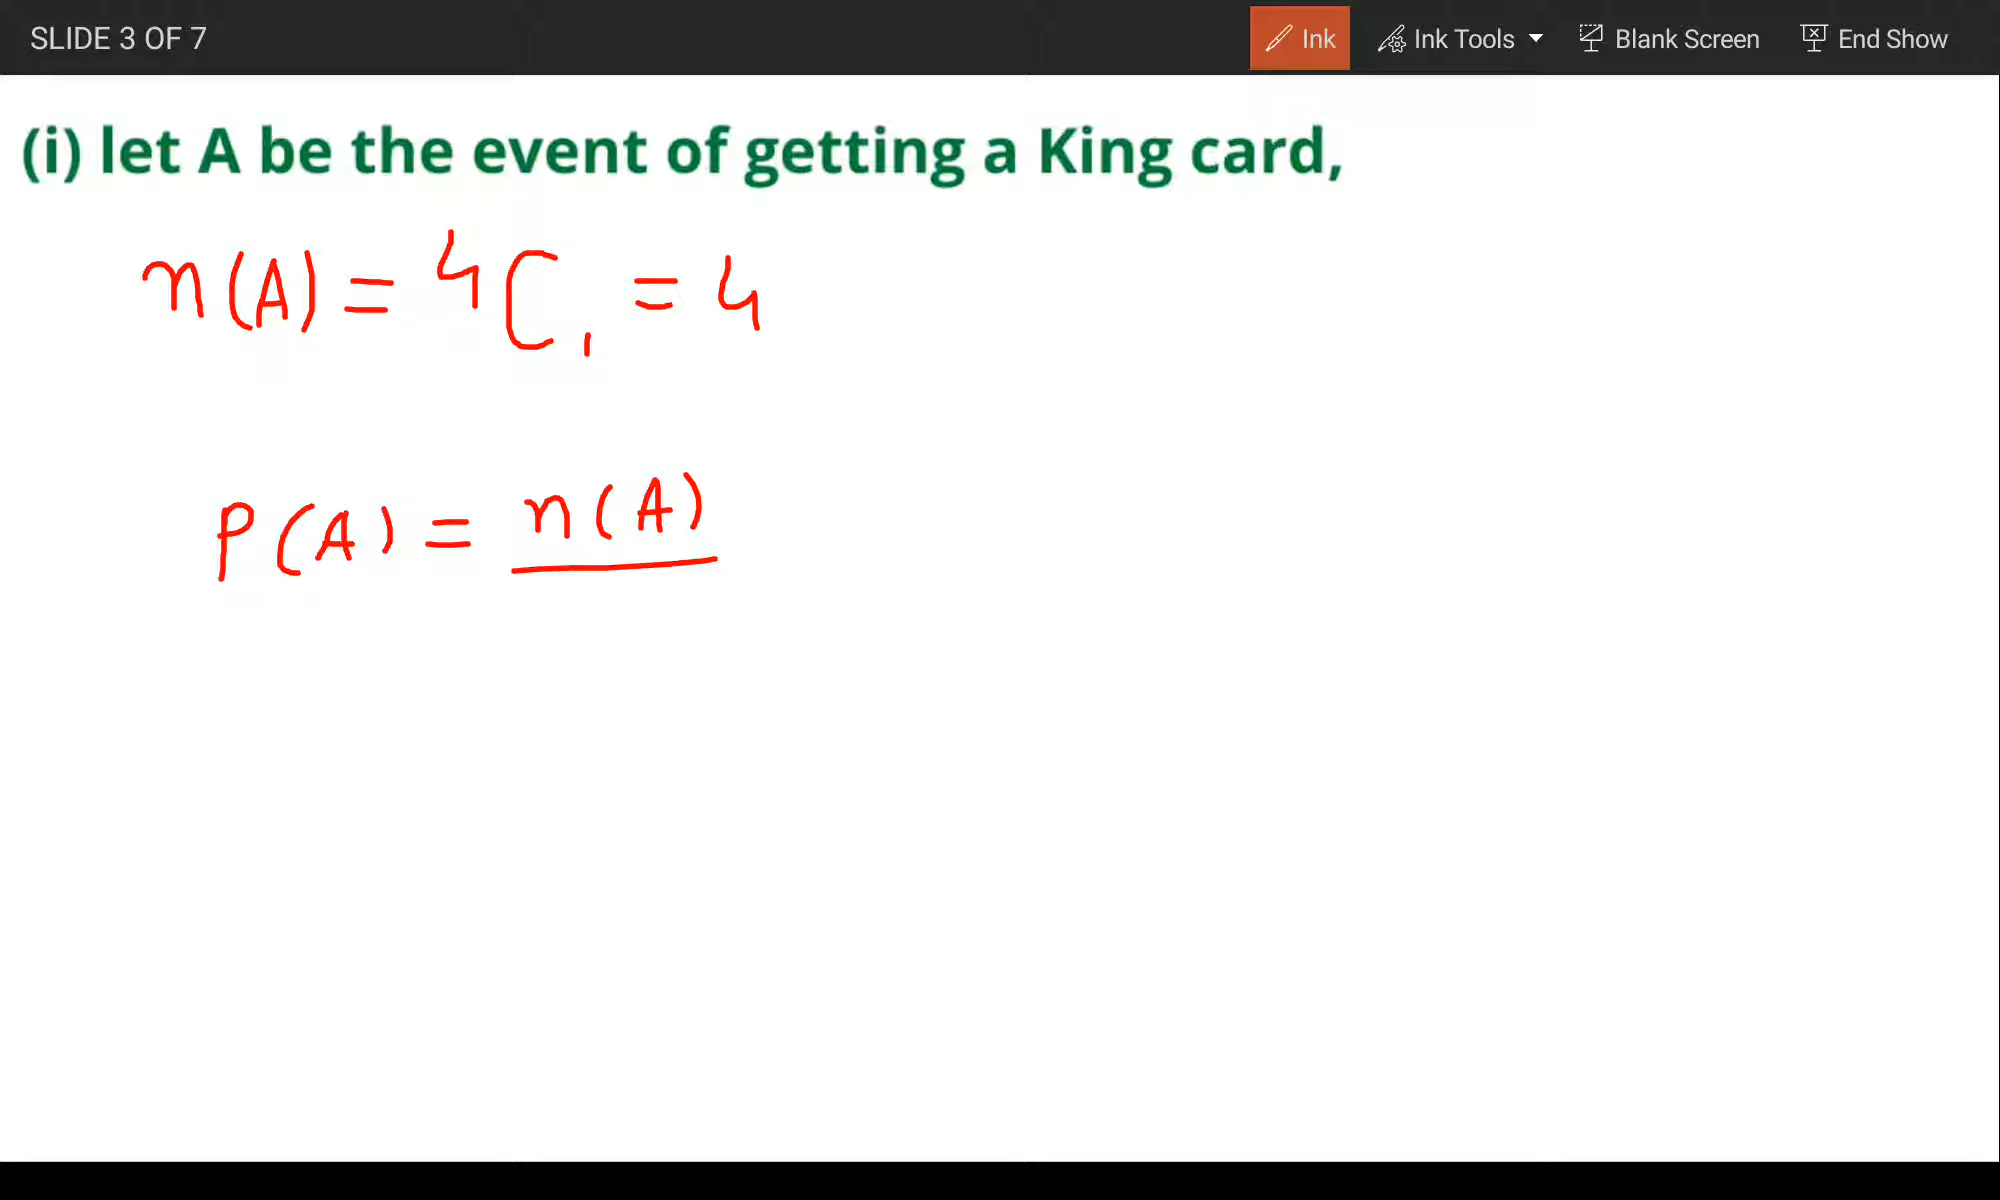 SLIDE 3 OF 7 Ink Ink Tools Blank Screen End Show
(i) let A be the event of getting a King card,
n(A) = ⁴C₁ = 4
P(A) = n(A)